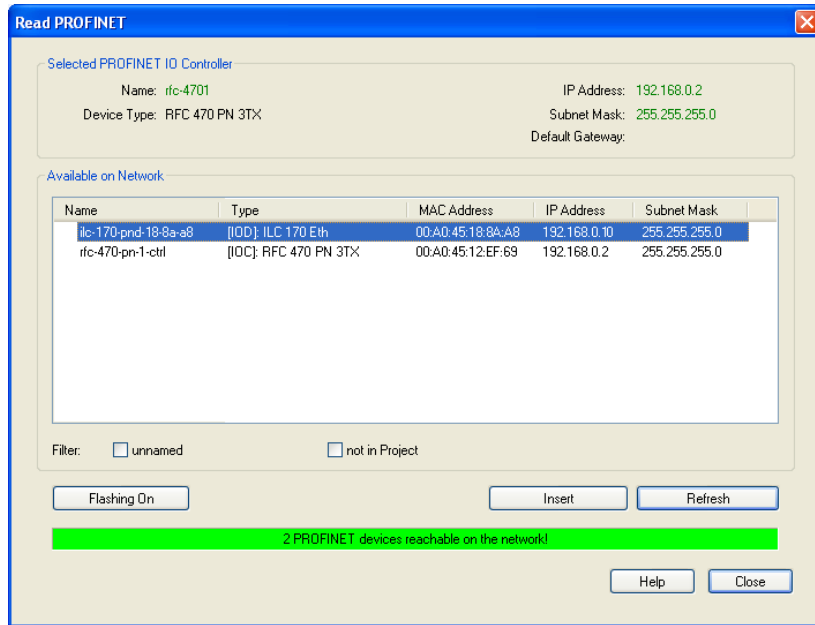 Read PROFINET
Selected PROFINET IO Controller
Name: rfc-4701 IP Address: 192.168.0.2
Device Type: RFC 470 PN 3TX Subnet Mask: 255.255.255.0
Default Gateway:
Available on Network
Name Type MAC Address IP Address Subnet Mask
ilc-170-pnd-18-8a-a8 [IOD]: ILC 170 Eth 00:A0:45:18:8A:A8 192.168.0.10 255.255.255.0
rfc-470-pn-1-ctrl [IOC]: RFC 470 PN 3TX 00:A0:45:12:EF:69 192.168.0.2 255.255.255.0
Filter: unnamed not in Project
Flashing On Insert Refresh
2 PROFINET devices reachable on the network!
Help Close